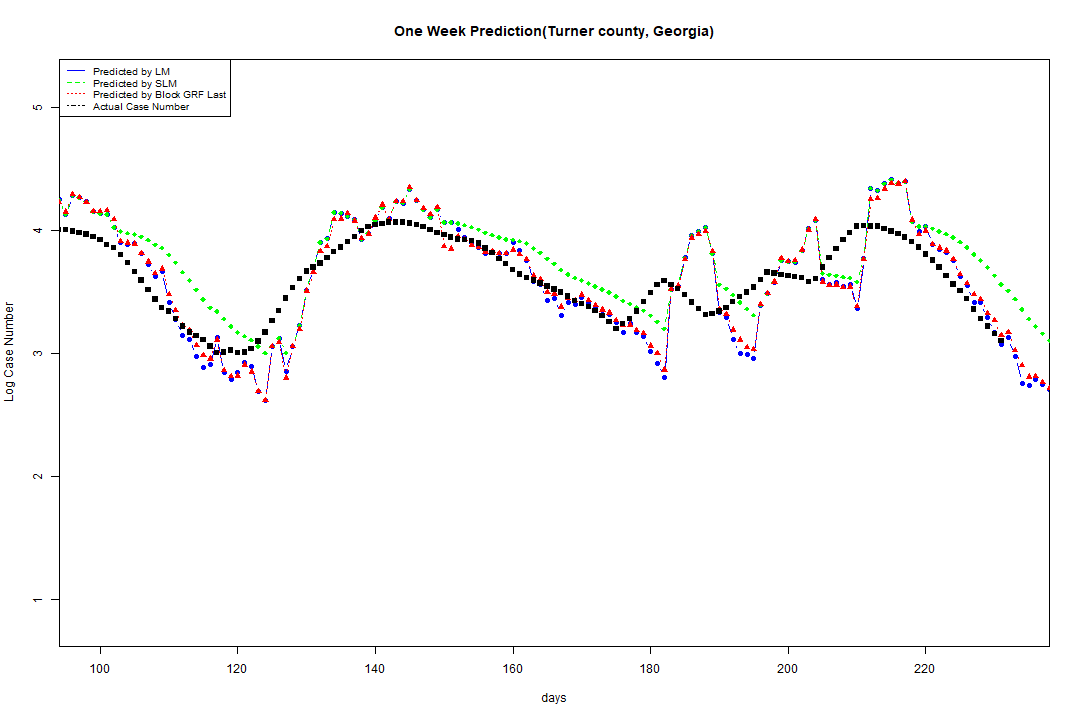 One Week Prediction(Turner county, Georgia)
Predicted by LM
Predicted by SLM
Predicted by Block GRF Last
Actual Case Number
Log Case Number
5
4
3
2
1
100 120 140 160 180 200 220
days